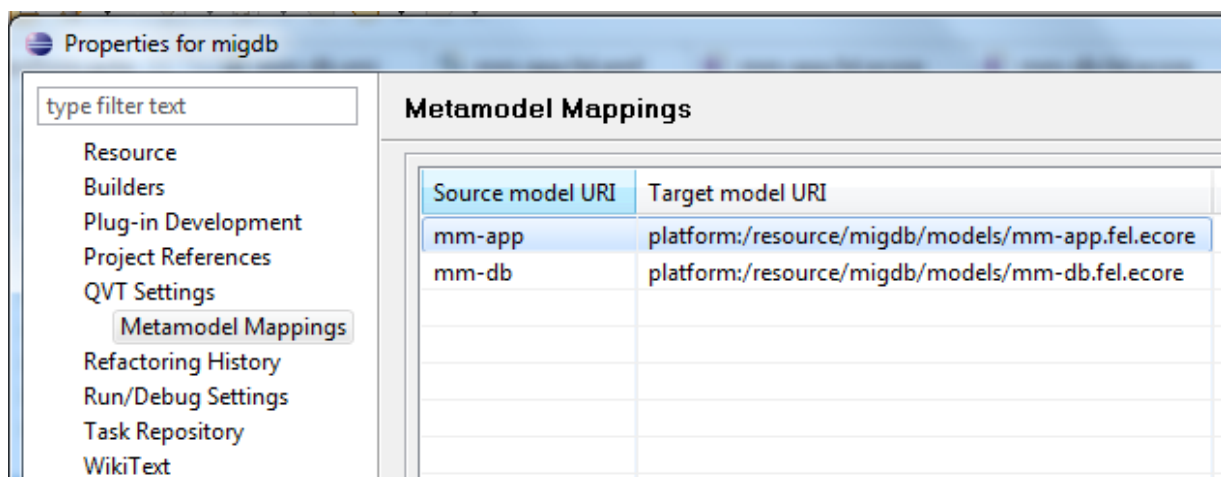 Properties for migdb
type filter text
Resource
Builders
Plug-in Development
Project References
QVT Settings
Metamodel Mappings
Refactoring History
Run/Debug Settings
Task Repository
WikiText
Metamodel Mappings
Source model URI Target model URI
mm-app platform:/resource/migdb/models/mm-app.fel.ecore
mm-db platform:/resource/migdb/models/mm-db.fel.ecore